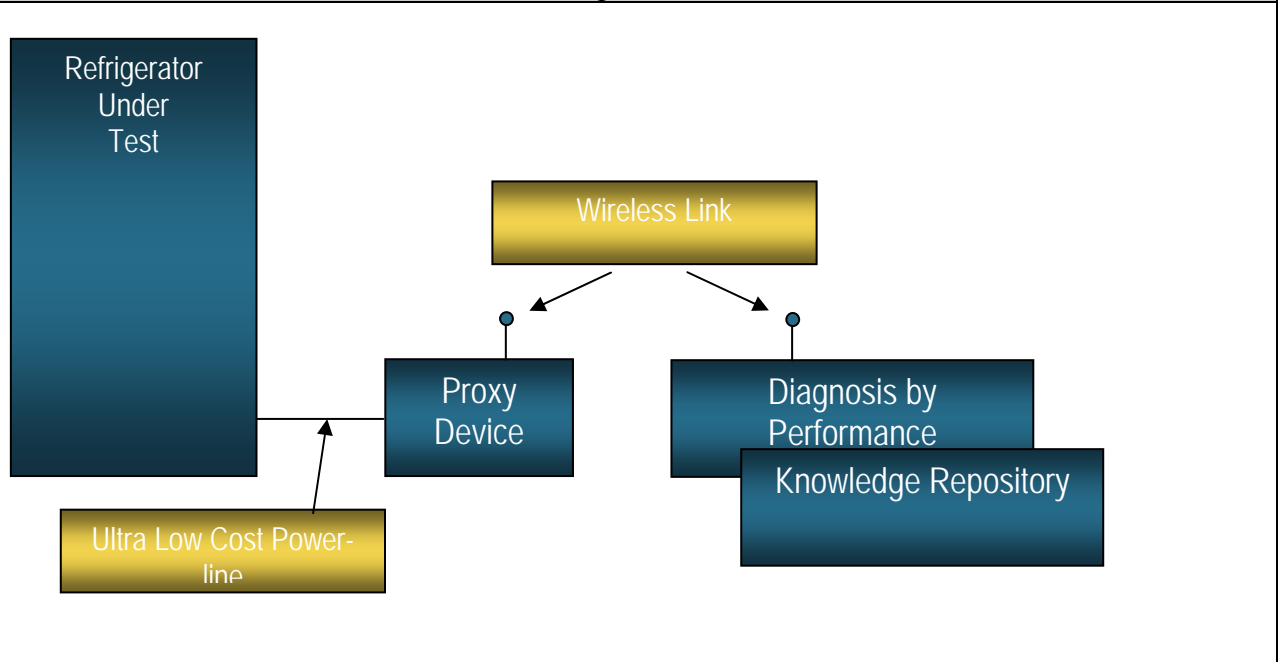 Refrigerator
Under
Test
Wireless Link
Proxy
Device
Diagnosis by
Performance
Knowledge Repository
Ultra Low Cost Power-
line